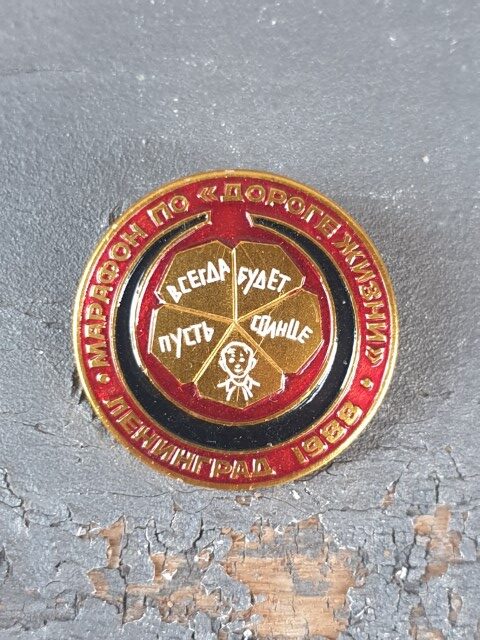 • МАРАФОН ПО «ДОРОГЕ ЖИЗНИ» •
ЛЕНИНГРАД 1988
ПУСТЬ ВСЕГДА БУДЕТ СОЛНЦЕ